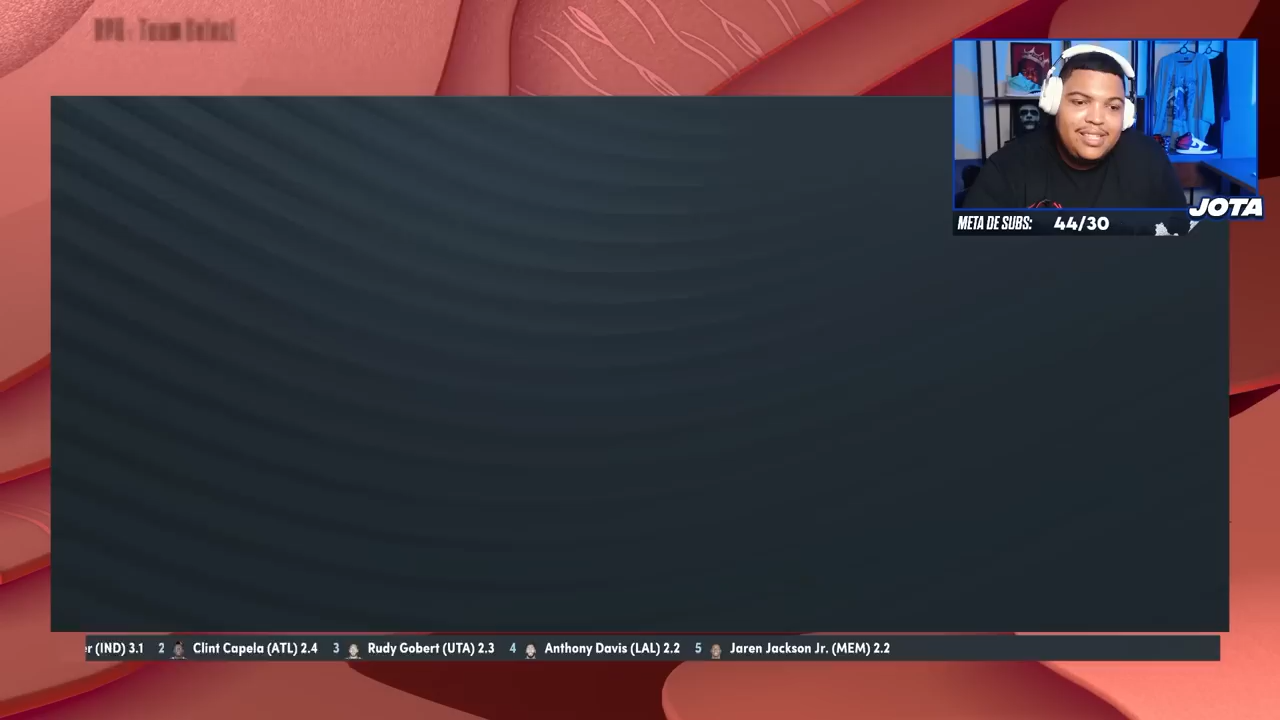 JOTA
META DE SUBS: 44/30
er (IND) 3.1 2 Clint Capela (ATL) 2.4 3 Rudy Gobert (UTA) 2.3 4 Anthony Davis (LAL) 2.2 5 Jaren Jackson Jr. (MEM) 2.2